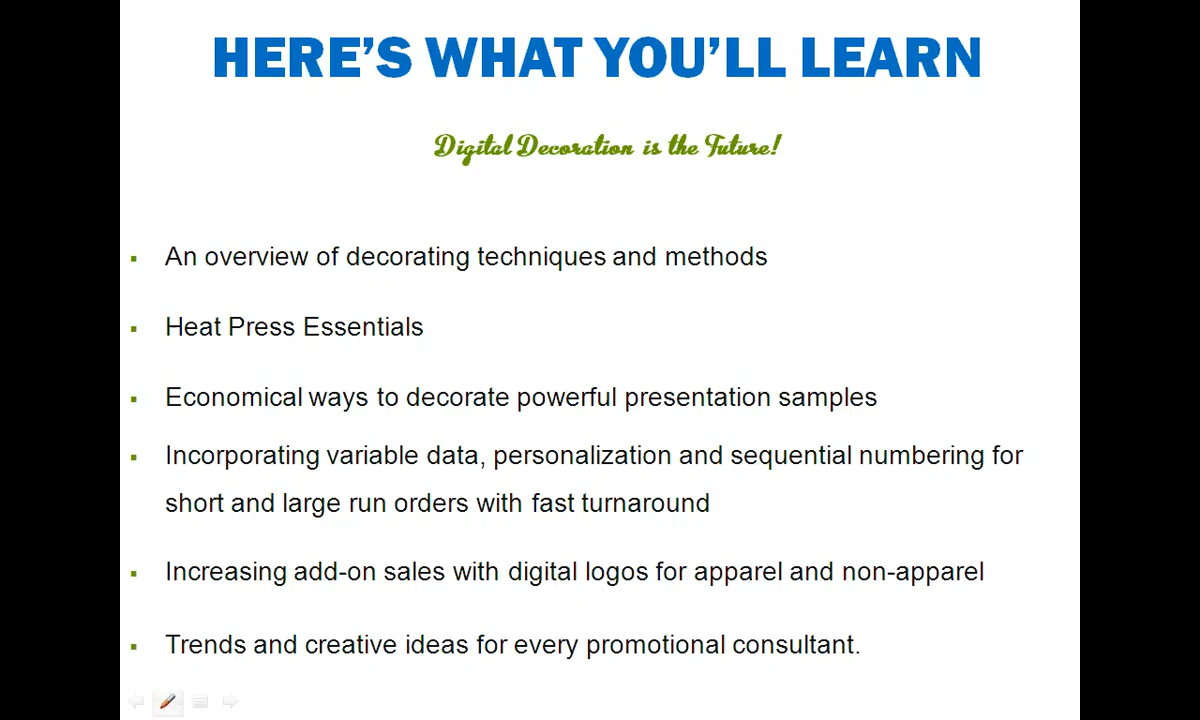 HERE’S WHAT YOU’LL LEARN
Digital Decoration is the Future!
▪ An overview of decorating techniques and methods
▪ Heat Press Essentials
▪ Economical ways to decorate powerful presentation samples
▪ Incorporating variable data, personalization and sequential numbering for
short and large run orders with fast turnaround
▪ Increasing add-on sales with digital logos for apparel and non-apparel
▪ Trends and creative ideas for every promotional consultant.